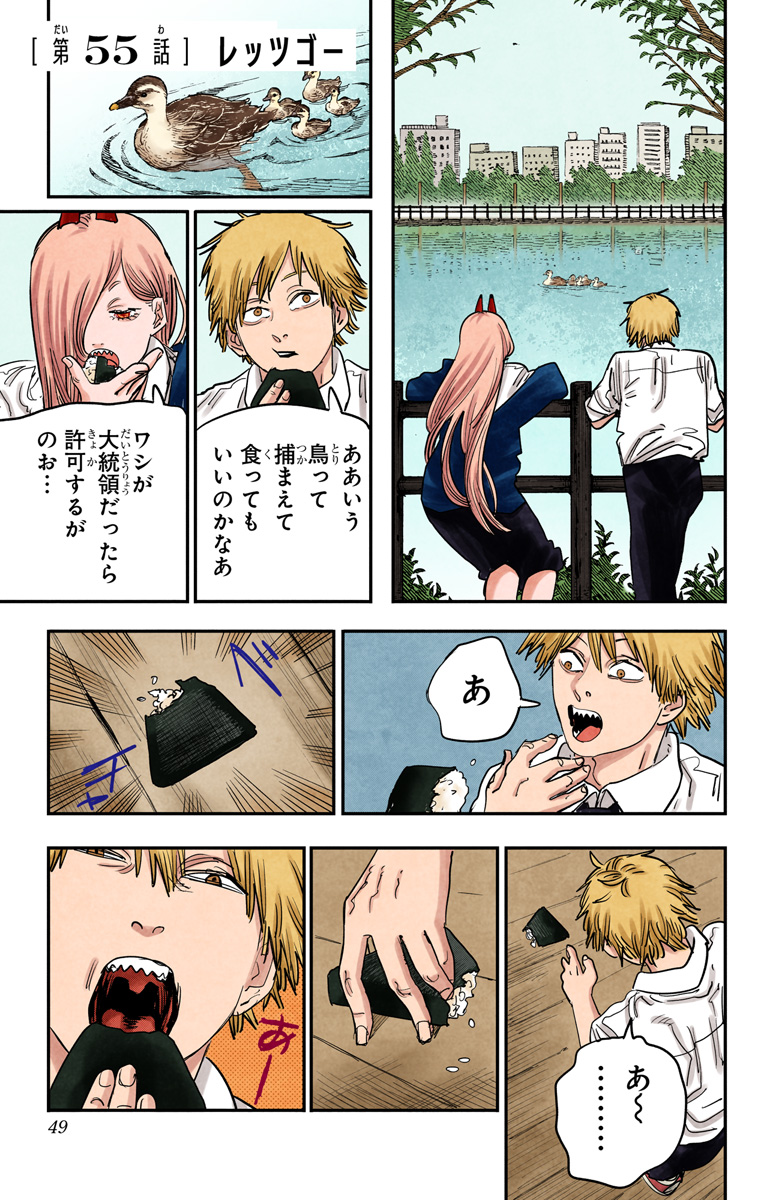 [第55話] レッツゴー
ああいう
鳥って
捕まえて
食っても
いいのかなあ
ワシが
大統領だったら
許可するが
のお…
あ
ベチャ
あ〜
………
あー
49